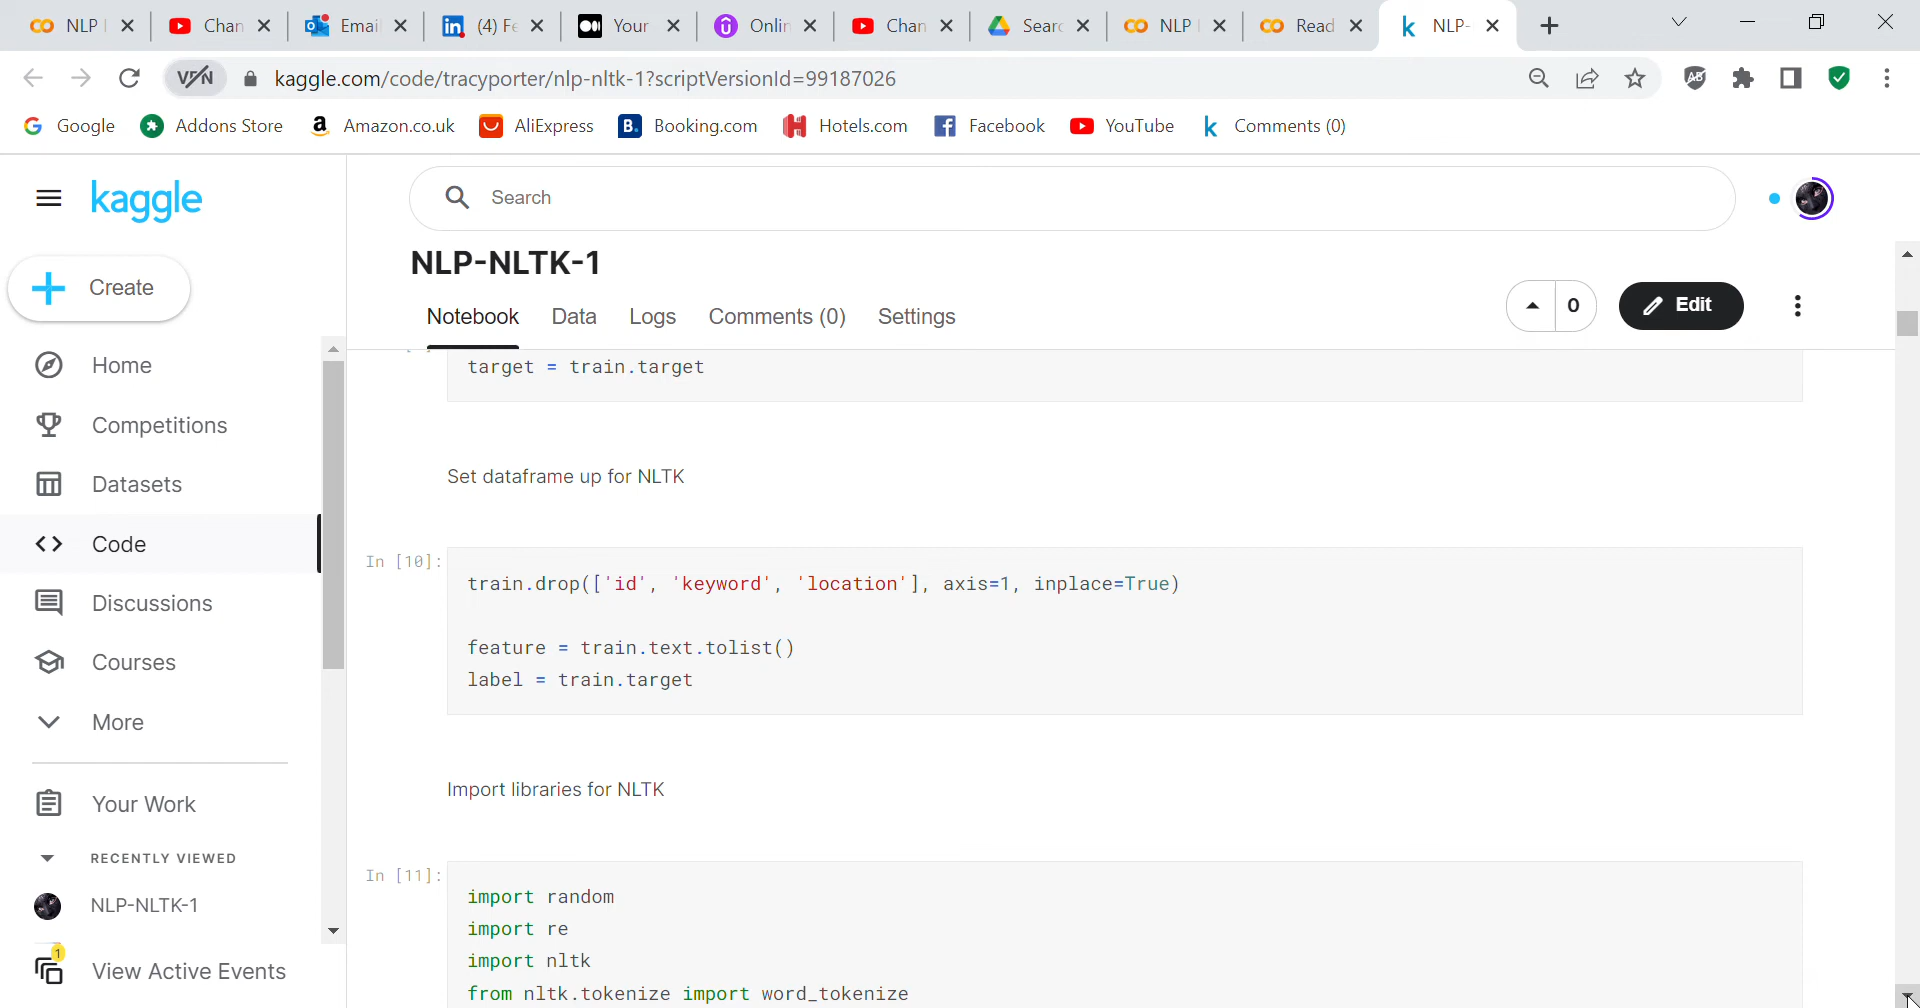 NLP
Chan
Email
(4) Fe
Your
Onlin
Chan
Searc
NLP
Read
NLP-
VPN
kaggle.com/code/tracyporter/nlp-nltk-1?scriptVersionId=99187026
Google
Addons Store
Amazon.co.uk
AliExpress
B. Booking.com
Hotels.com
Facebook
YouTube
Comments (0)
kaggle
Search
Create
NLP-NLTK-1
Notebook
Data
Logs
Comments (0)
Settings
0
Edit
Home
Competitions
Datasets
Code
Discussions
Courses
More
Your Work
RECENTLY VIEWED
NLP-NLTK-1
1
View Active Events
target = train.target
Set dataframe up for NLTK
In [10]:
train.drop(['id', 'keyword', 'location'], axis=1, inplace=True)
feature = train.text.tolist()
label = train.target
Import libraries for NLTK
In [11]:
import random
import re
import nltk
from nltk.tokenize import word_tokenize